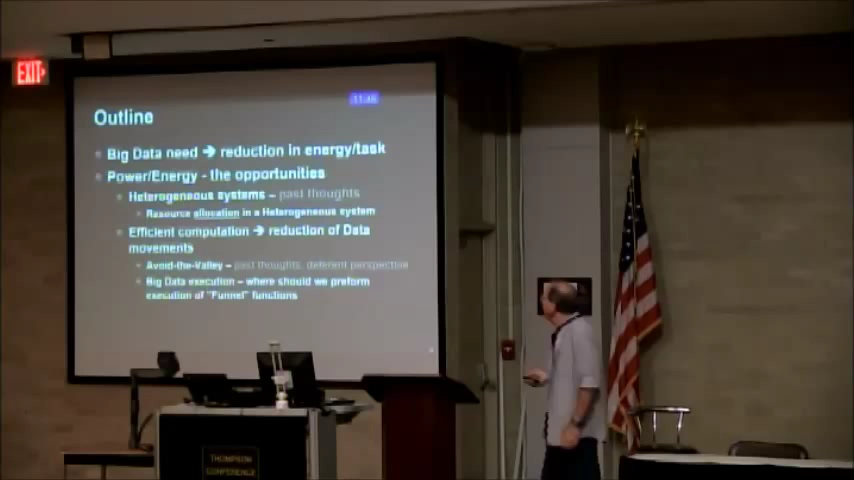 EXIT
11:46
Outline
Big Data need → reduction in energy/task
Power/Energy - the opportunities
Heterogeneous systems – past thoughts
Resource allocation in a Heterogeneous system
Efficient computation → reduction of Data
movements
Avoid-the-Valley – past thoughts, deferent perspective
Big Data execution – where should we preform
execution of "Funnel" functions
THOMPSON
CONFERENCE